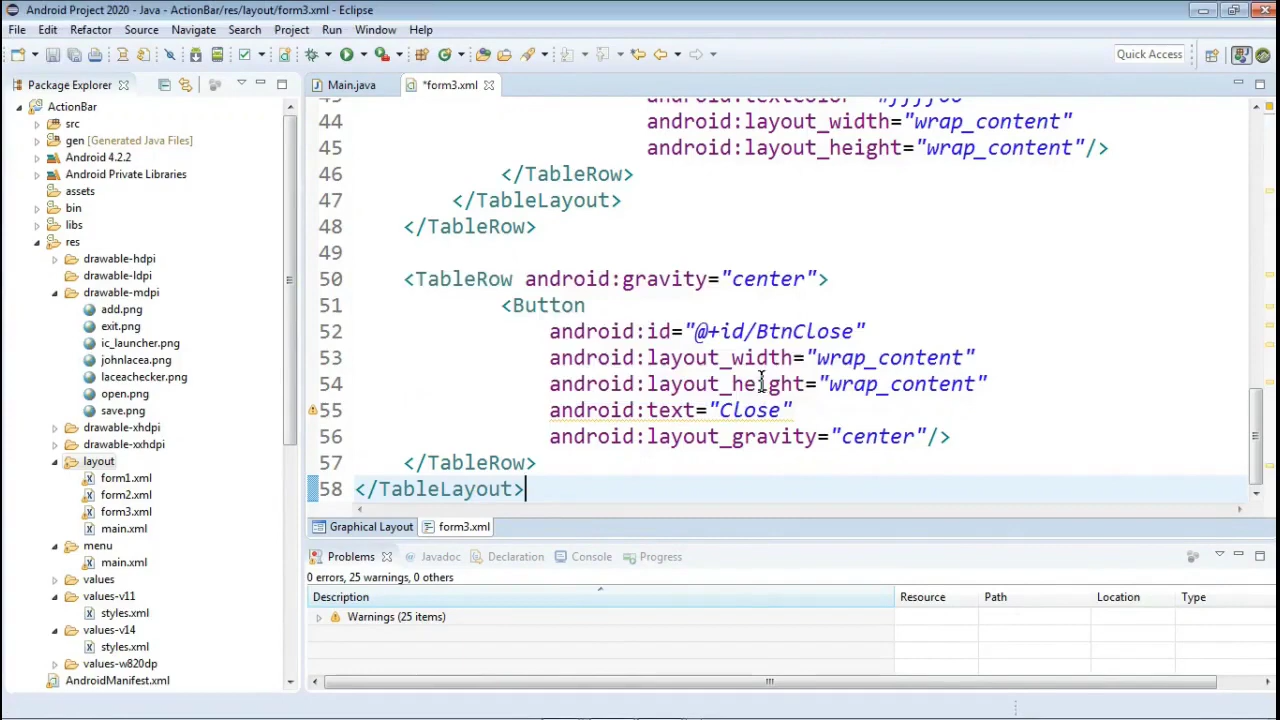 Android Project 2020 - Java - ActionBar/res/layout/form3.xml - Eclipse
File Edit Refactor Source Navigate Search Project Run Window Help
Quick Access
Package Explorer
Main.java *form3.xml
ActionBar
src
gen [Generated Java Files]
Android 4.2.2
Android Private Libraries
assets
bin
libs
res
drawable-hdpi
drawable-ldpi
drawable-mdpi
add.png
exit.png
ic_launcher.png
johnlacea.png
laceachecker.png
open.png
save.png
drawable-xhdpi
drawable-xxhdpi
layout
form1.xml
form2.xml
form3.xml
main.xml
menu
main.xml
values
values-v11
styles.xml
values-v14
styles.xml
values-w820dp
AndroidManifest.xml
44 android:layout_width="wrap_content"
45 android:layout_height="wrap_content"/>
46 </TableRow>
47 </TableLayout>
48 </TableRow>
49
50 <TableRow android:gravity="center">
51 <Button
52 android:id="@+id/BtnClose"
53 android:layout_width="wrap_content"
54 android:layout_height="wrap_content"
55 android:text="Close"
56 android:layout_gravity="center"/>
57 </TableRow>
58 </TableLayout>
Graphical Layout form3.xml
Problems Javadoc Declaration Console Progress
0 errors, 25 warnings, 0 others
Description Resource Path Location Type
Warnings (25 items)